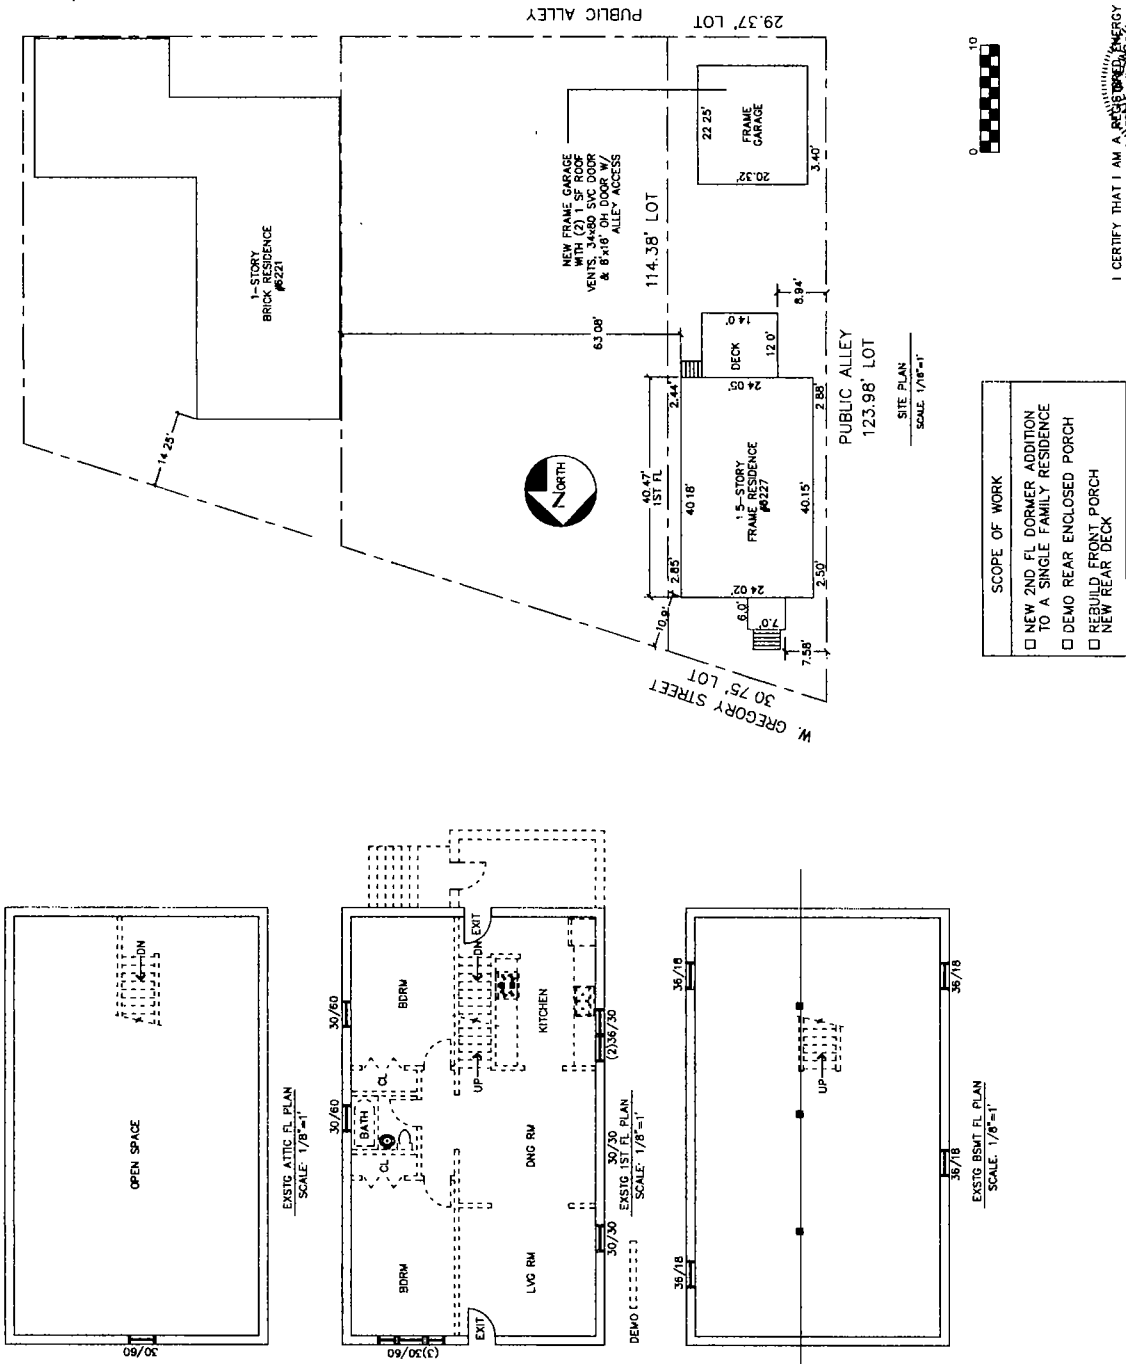 PUBLIC ALLEY
29.37' LOT
1-STORY
BRICK RESIDENCE
#6221
14 25'
NEW FRAME GARAGE
WITH (2) 1 SF ROOF
VENTS, 34x80 SVC DOOR
& 8'x16' OH DOOR W/
ALLEY ACCESS
22 25'
FRAME
GARAGE
20.32'
3.40'
114.38' LOT
63 08'
8.94'
DECK
14 0'
12 0'
24 05'
2.44'
2 88'
40.47'
1ST FL
40 18'
1 5-STORY
FRAME RESIDENCE
#6227
40.15'
2.85'
24 02'
2.50'
10.9'
6.0'
7.0'
7.58'
NORTH
PUBLIC ALLEY
123.98' LOT
W. GREGORY STREET
30 75' LOT
SITE PLAN
SCALE 1/16"=1'
0
10
I CERTIFY THAT I AM A REGISTERED ENERGY
SCOPE OF WORK
NEW 2ND FL DORMER ADDITION
TO A SINGLE FAMILY RESIDENCE
DEMO REAR ENCLOSED PORCH
REBUILD FRONT PORCH
NEW REAR DECK
OPEN SPACE
DN
30/60
EXSTG ATTIC FL PLAN
SCALE: 1/8"=1'
30/60
30/60
BDRM
CL
BATH
CL
BDRM
(3)30/60
DN
EXIT
UP
KITCHEN
DNG RM
LVG RM
EXIT
(2)36/30
30/30
30/30
EXSTG 1ST FL PLAN
SCALE: 1/8"=1'
DEMO
36/18
36/18
UP
36/18
36/18
EXSTG BSMT FL PLAN
SCALE. 1/8"=1'